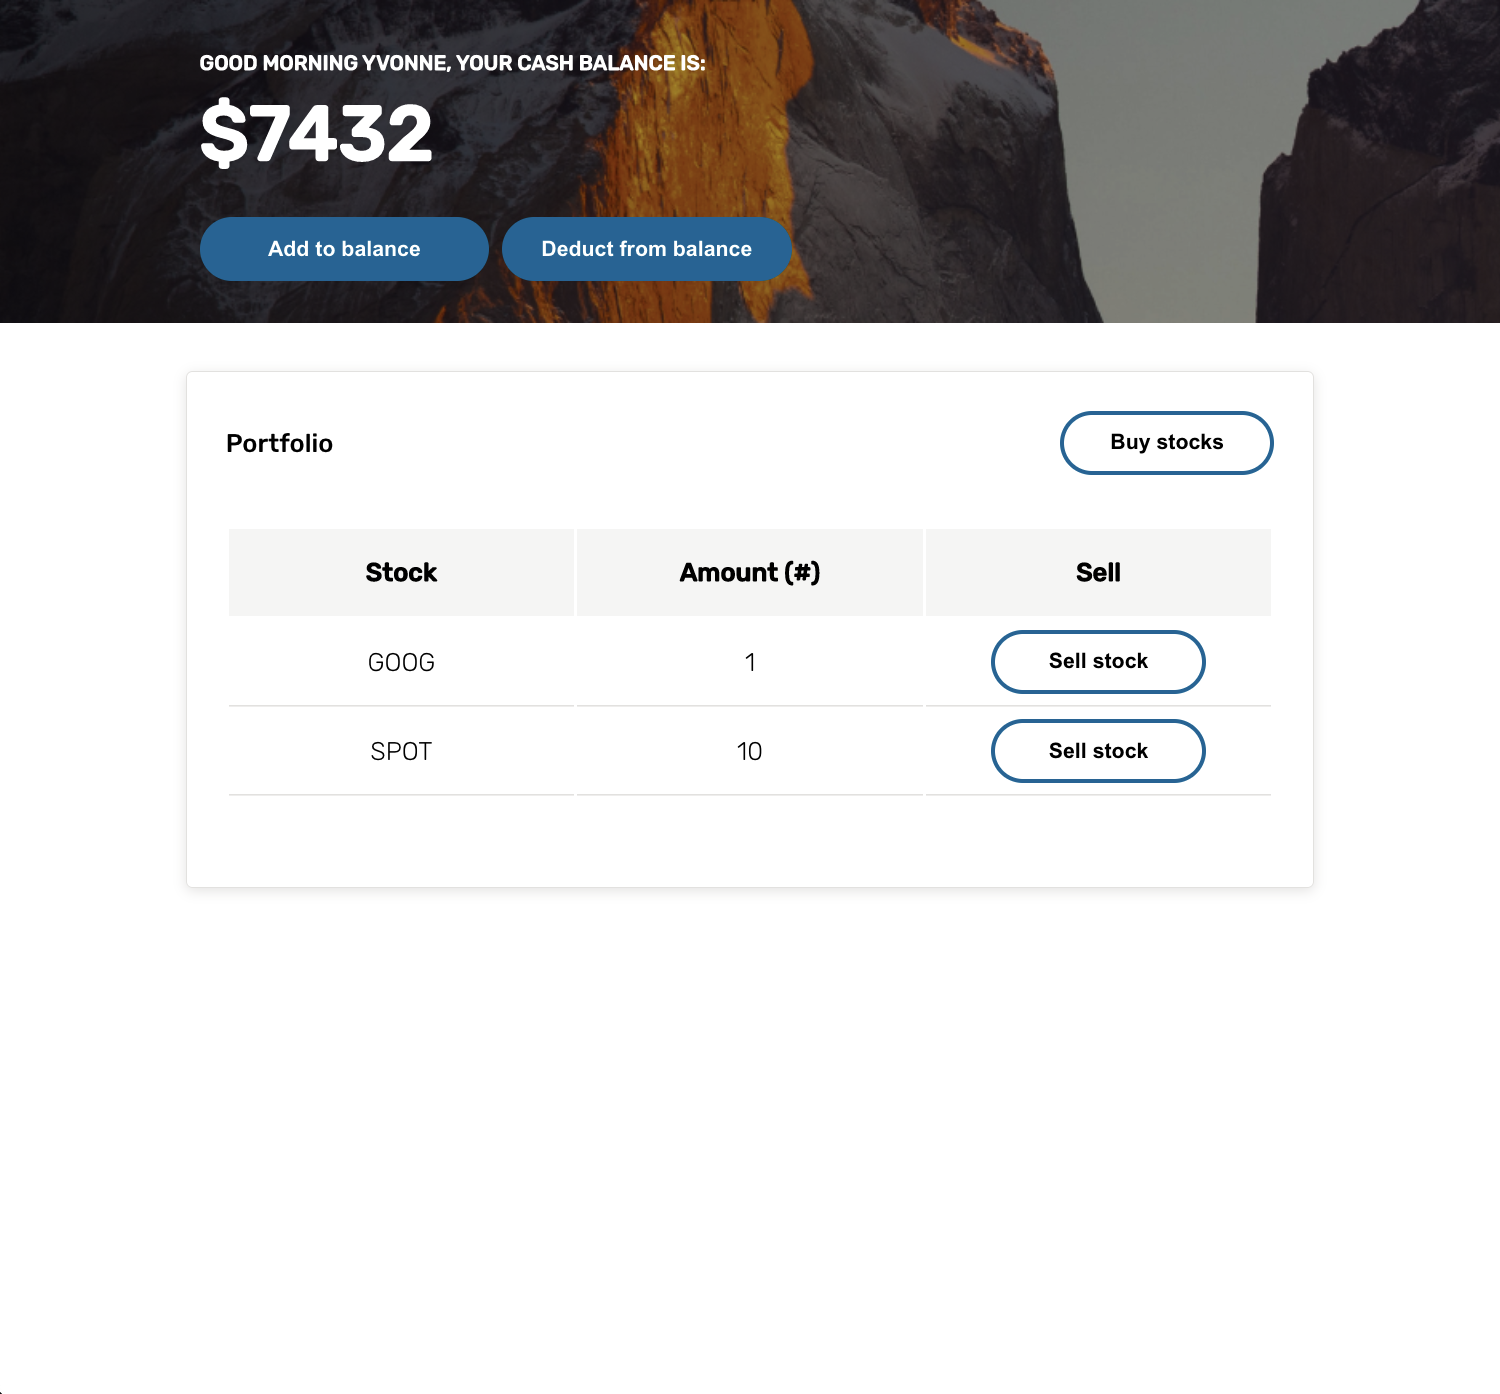 GOOD MORNING YVONNE, YOUR CASH BALANCE IS:
$7432
Add to balance Deduct from balance
Portfolio Buy stocks
Stock Amount (#) Sell
GOOG 1 Sell stock
SPOT 10 Sell stock